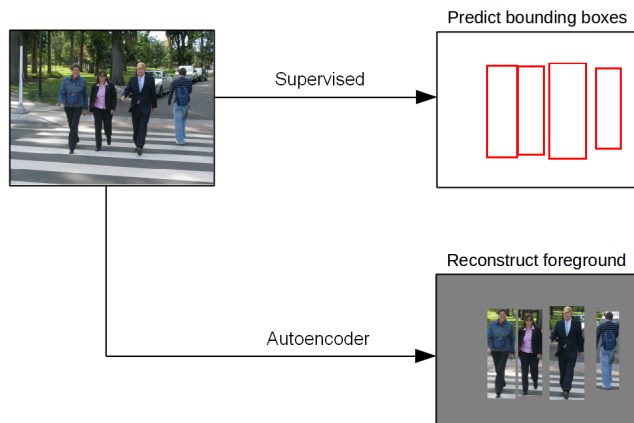 Predict bounding boxes
Supervised
Reconstruct foreground
Autoencoder